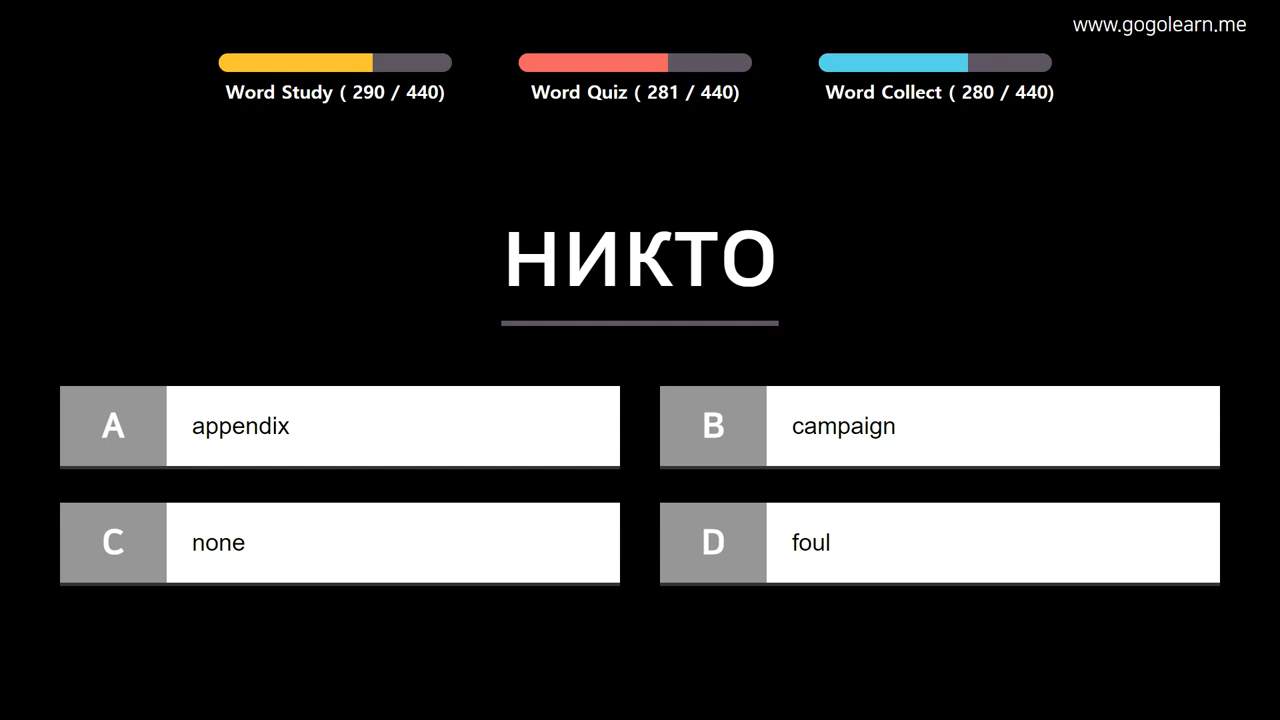 www.gogolearn.me
Word Study ( 290 / 440)
Word Quiz ( 281 / 440)
Word Collect ( 280 / 440)
никто
A appendix
B campaign
C none
D foul